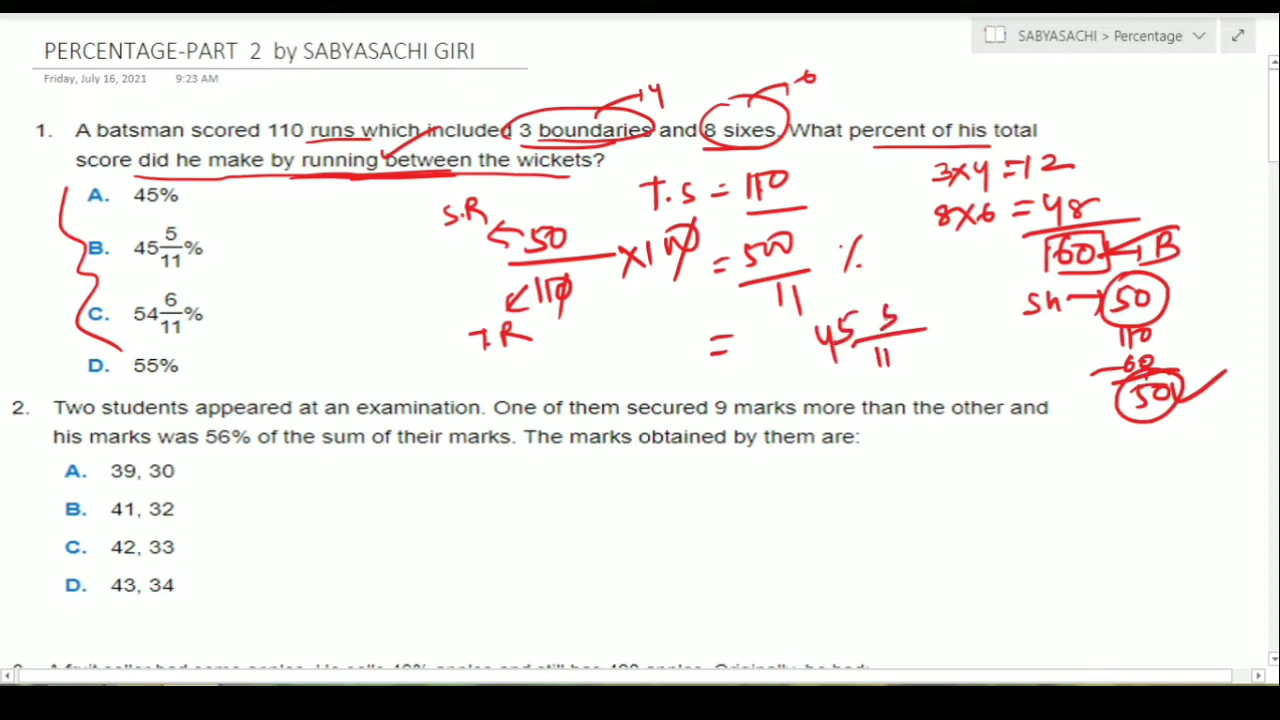 SABYASACHI > Percentage
PERCENTAGE-PART 2 by SABYASACHI GIRI
Friday, July 16, 2021 9:23 AM
4
6
1. A batsman scored 110 runs which included 3 boundaries and 8 sixes. What percent of his total
score did he make by running between the wickets?
A. 45%
B. 45 5/11%
C. 54 6/11%
D. 55%
S.R
50/110 × 100 = 500/11 %
T.R
= 45 5/11
T.S = 110
3×4 = 12
8×6 = 48
60 B
50
110
-60
50
2. Two students appeared at an examination. One of them secured 9 marks more than the other and
his marks was 56% of the sum of their marks. The marks obtained by them are:
A. 39, 30
B. 41, 32
C. 42, 33
D. 43, 34